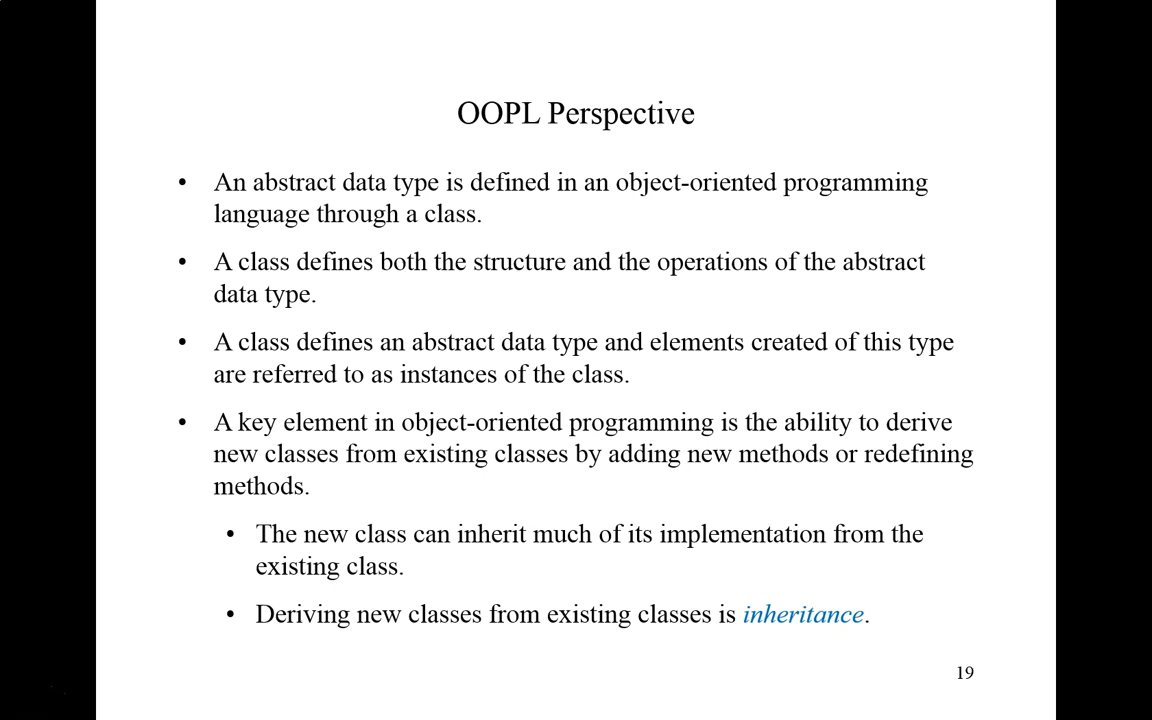 OOPL Perspective
• An abstract data type is defined in an object-oriented programming
language through a class.
• A class defines both the structure and the operations of the abstract
data type.
• A class defines an abstract data type and elements created of this type
are referred to as instances of the class.
• A key element in object-oriented programming is the ability to derive
new classes from existing classes by adding new methods or redefining
methods.
• The new class can inherit much of its implementation from the
existing class.
• Deriving new classes from existing classes is inheritance.
19